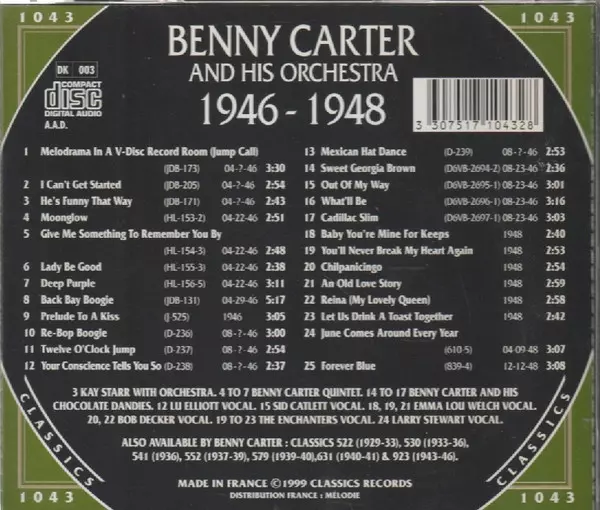 1043
1043
BENNY CARTER
AND HIS ORCHESTRA
1946 - 1948
DK 003
COMPACT
disc
DIGITAL AUDIO
A.A.D.
3 307517 104328
1 Melodrama In A V-Disc Record Room (Jump Call)
(JDB-173) 04-?-46 3:30
2 I Can't Get Started (JDB-205) 04-?-46 2:54
3 He's Funny That Way (JDB-171) 04-?-46 2:43
4 Moonglow (HL-153-2) 04-22-46 2:51
5 Give Me Something To Remember You By
(HL-154-3) 04-22-46 2:48
6 Lady Be Good (HL-155-3) 04-22-46 2:38
7 Deep Purple (HL-156-5) 04-22-46 3:11
8 Back Bay Boogie (JDB-131) 04-29-46 5:17
9 Prelude To A Kiss (J-525) 1946 3:05
10 Re-Bop Boogie (D-236) 08-?-46 3:00
11 Twelve O'Clock Jump (D-237) 08-?-46 2:54
12 Your Conscience Tells You So (D-238) 08-?-46 2:37
13 Mexican Hat Dance (D-239) 08-?-46 2:53
14 Sweet Georgia Brown (D6VB-2694-2) 08-23-46 2:36
15 Out Of My Way (D6VB-2695-1) 08-23-46 3:01
16 What'll Be (D6VB-2696-1) 08-23-46 3:16
17 Cadillac Slim (D6VB-2697-1) 08-23-46 3:03
18 Baby You're Mine For Keeps 1948 2:40
19 You'll Never Break My Heart Again 1948 2:53
20 Chilpanicingo 1948 2:54
21 An Old Love Story 1948 2:59
22 Reina (My Lovely Queen) 1948 2:58
23 Let Us Drink A Toast Together 1948 2:42
24 June Comes Around Every Year
(610-5) 04-09-48 3:07
25 Forever Blue (839-4) 12-12-48 3:08
3 KAY STARR WITH ORCHESTRA. 4 TO 7 BENNY CARTER QUINTET. 14 TO 17 BENNY CARTER AND HIS
CHOCOLATE DANDIES. 12 LU ELLIOTT VOCAL. 15 SID CATLETT VOCAL. 18, 19, 21 EMMA LOU WELCH VOCAL.
20, 22 BOB DECKER VOCAL. 19 TO 23 THE ENCHANTERS VOCAL. 24 LARRY STEWART VOCAL.
ALSO AVAILABLE BY BENNY CARTER : CLASSICS 522 (1929-33), 530 (1933-36),
541 (1936), 552 (1937-39), 579 (1939-40),631 (1940-41) & 923 (1943-46).
MADE IN FRANCE ©1999 CLASSICS RECORDS
DISTRIBUTION FRANCE : MÉLODIE
CLASSICS
CLASSICS
1043
1043